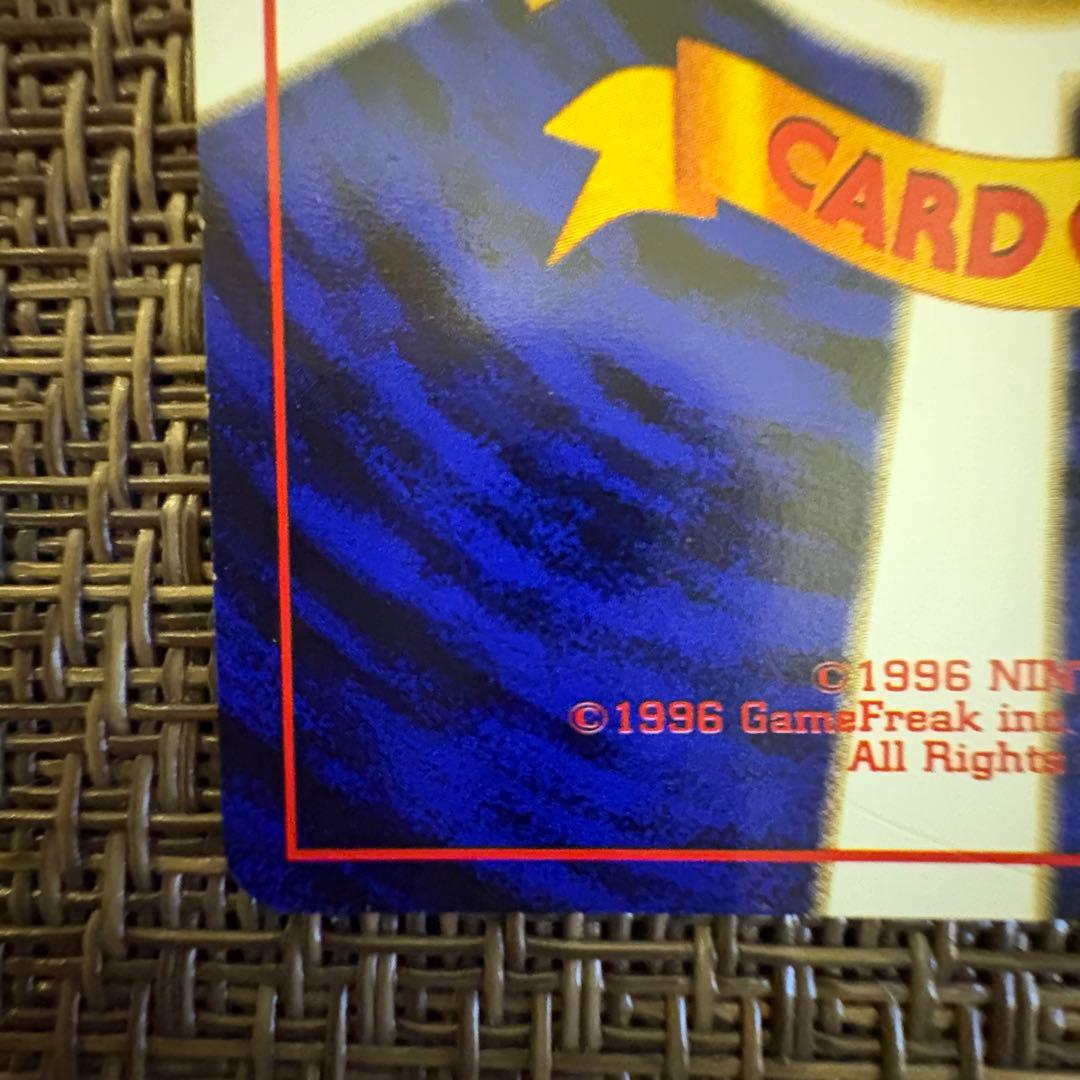 CARD
©1996 NIN
©1996 GameFreak inc.
All Rights